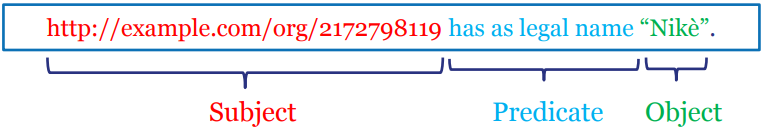 http://example.com/org/2172798119 has as legal name “Nikè”.
Subject Predicate Object